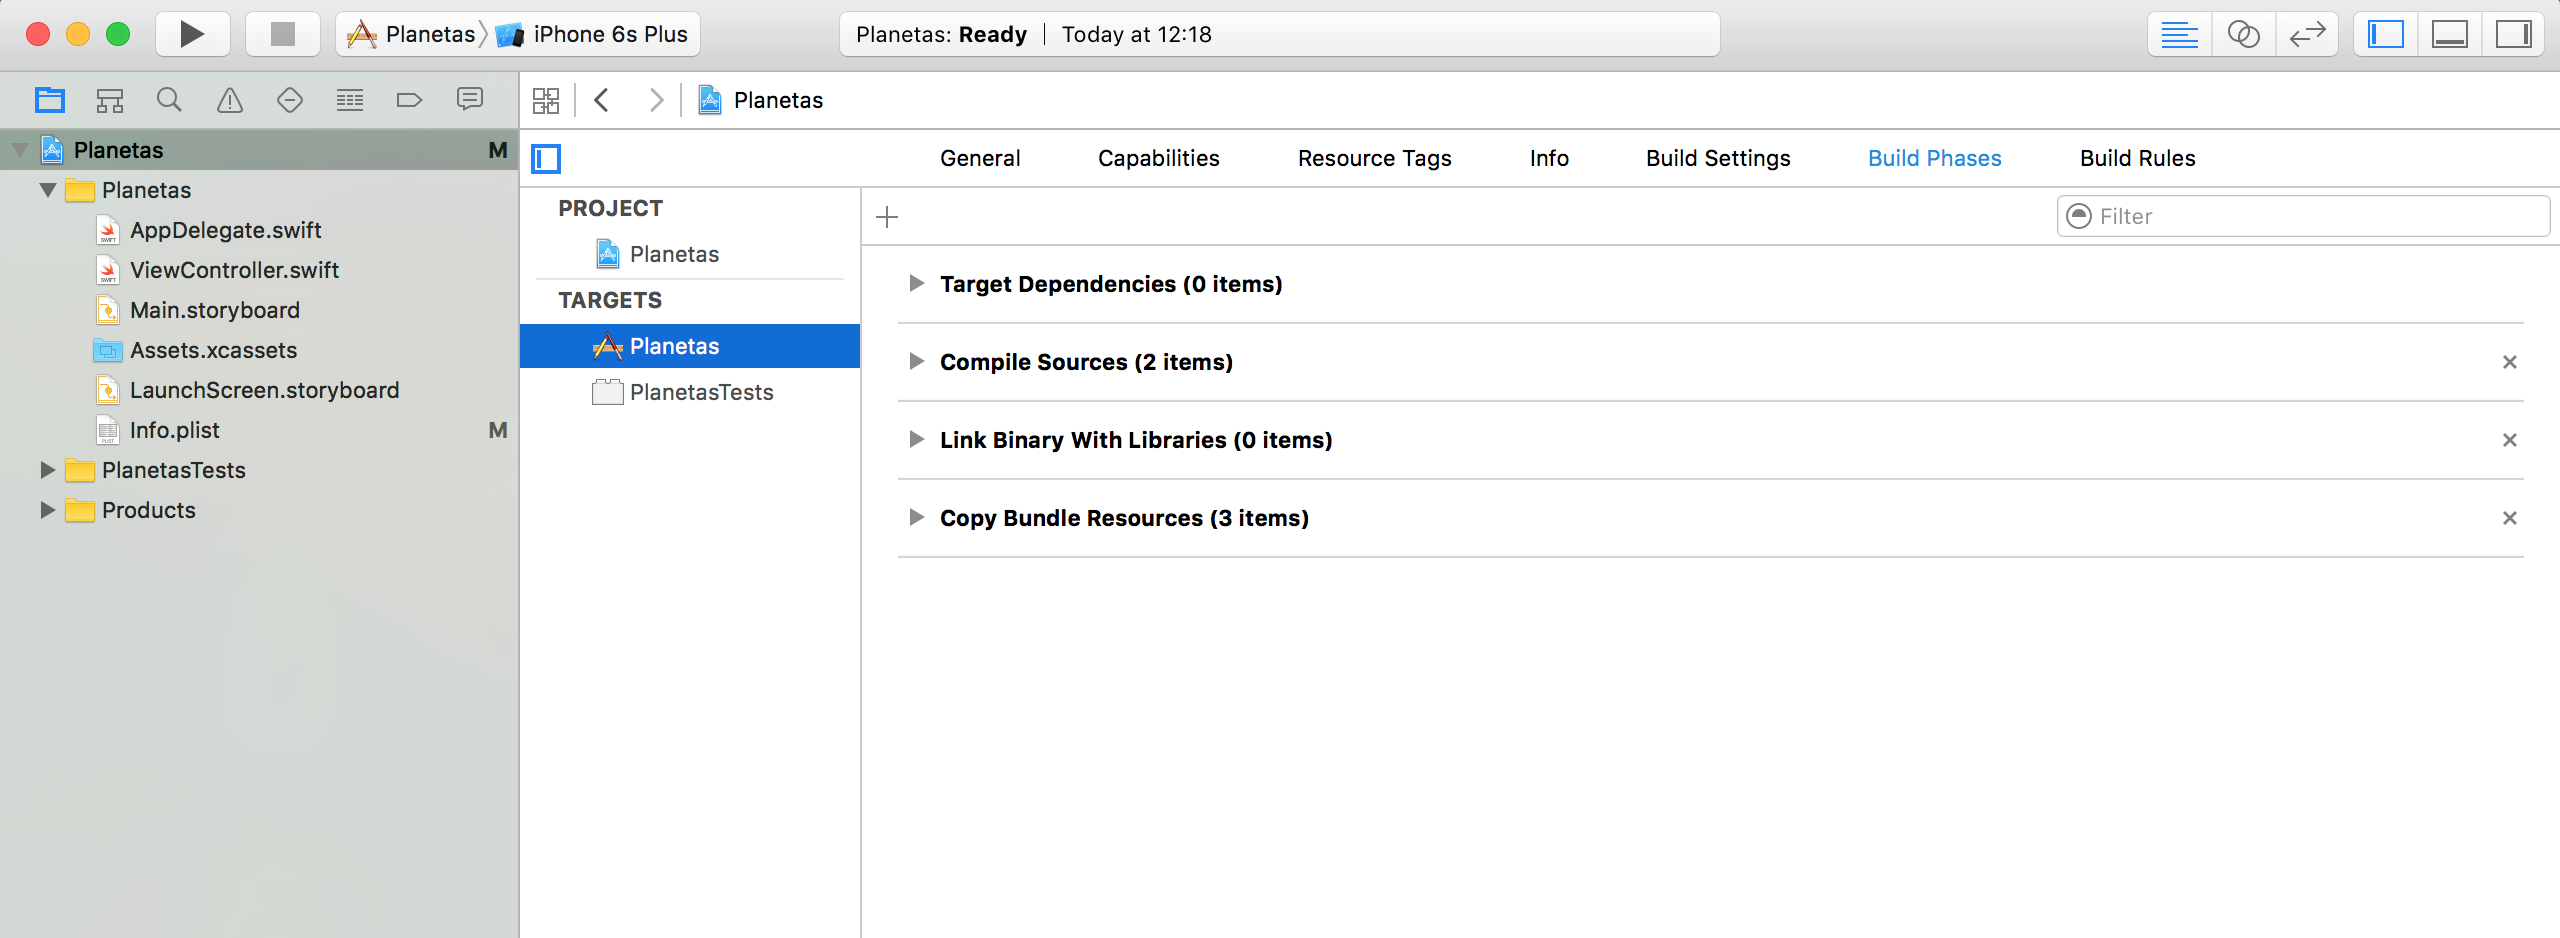 Planetas
iPhone 6s Plus
Planetas: Ready
Today at 12:18
Planetas
M
Planetas
AppDelegate.swift
ViewController.swift
Main.storyboard
Assets.xcassets
LaunchScreen.storyboard
Info.plist
M
PlanetasTests
Products
Planetas
General
Capabilities
Resource Tags
Info
Build Settings
Build Phases
Build Rules
PROJECT
Planetas
TARGETS
Planetas
PlanetasTests
Filter
Target Dependencies (0 items)
Compile Sources (2 items)
Link Binary With Libraries (0 items)
Copy Bundle Resources (3 items)